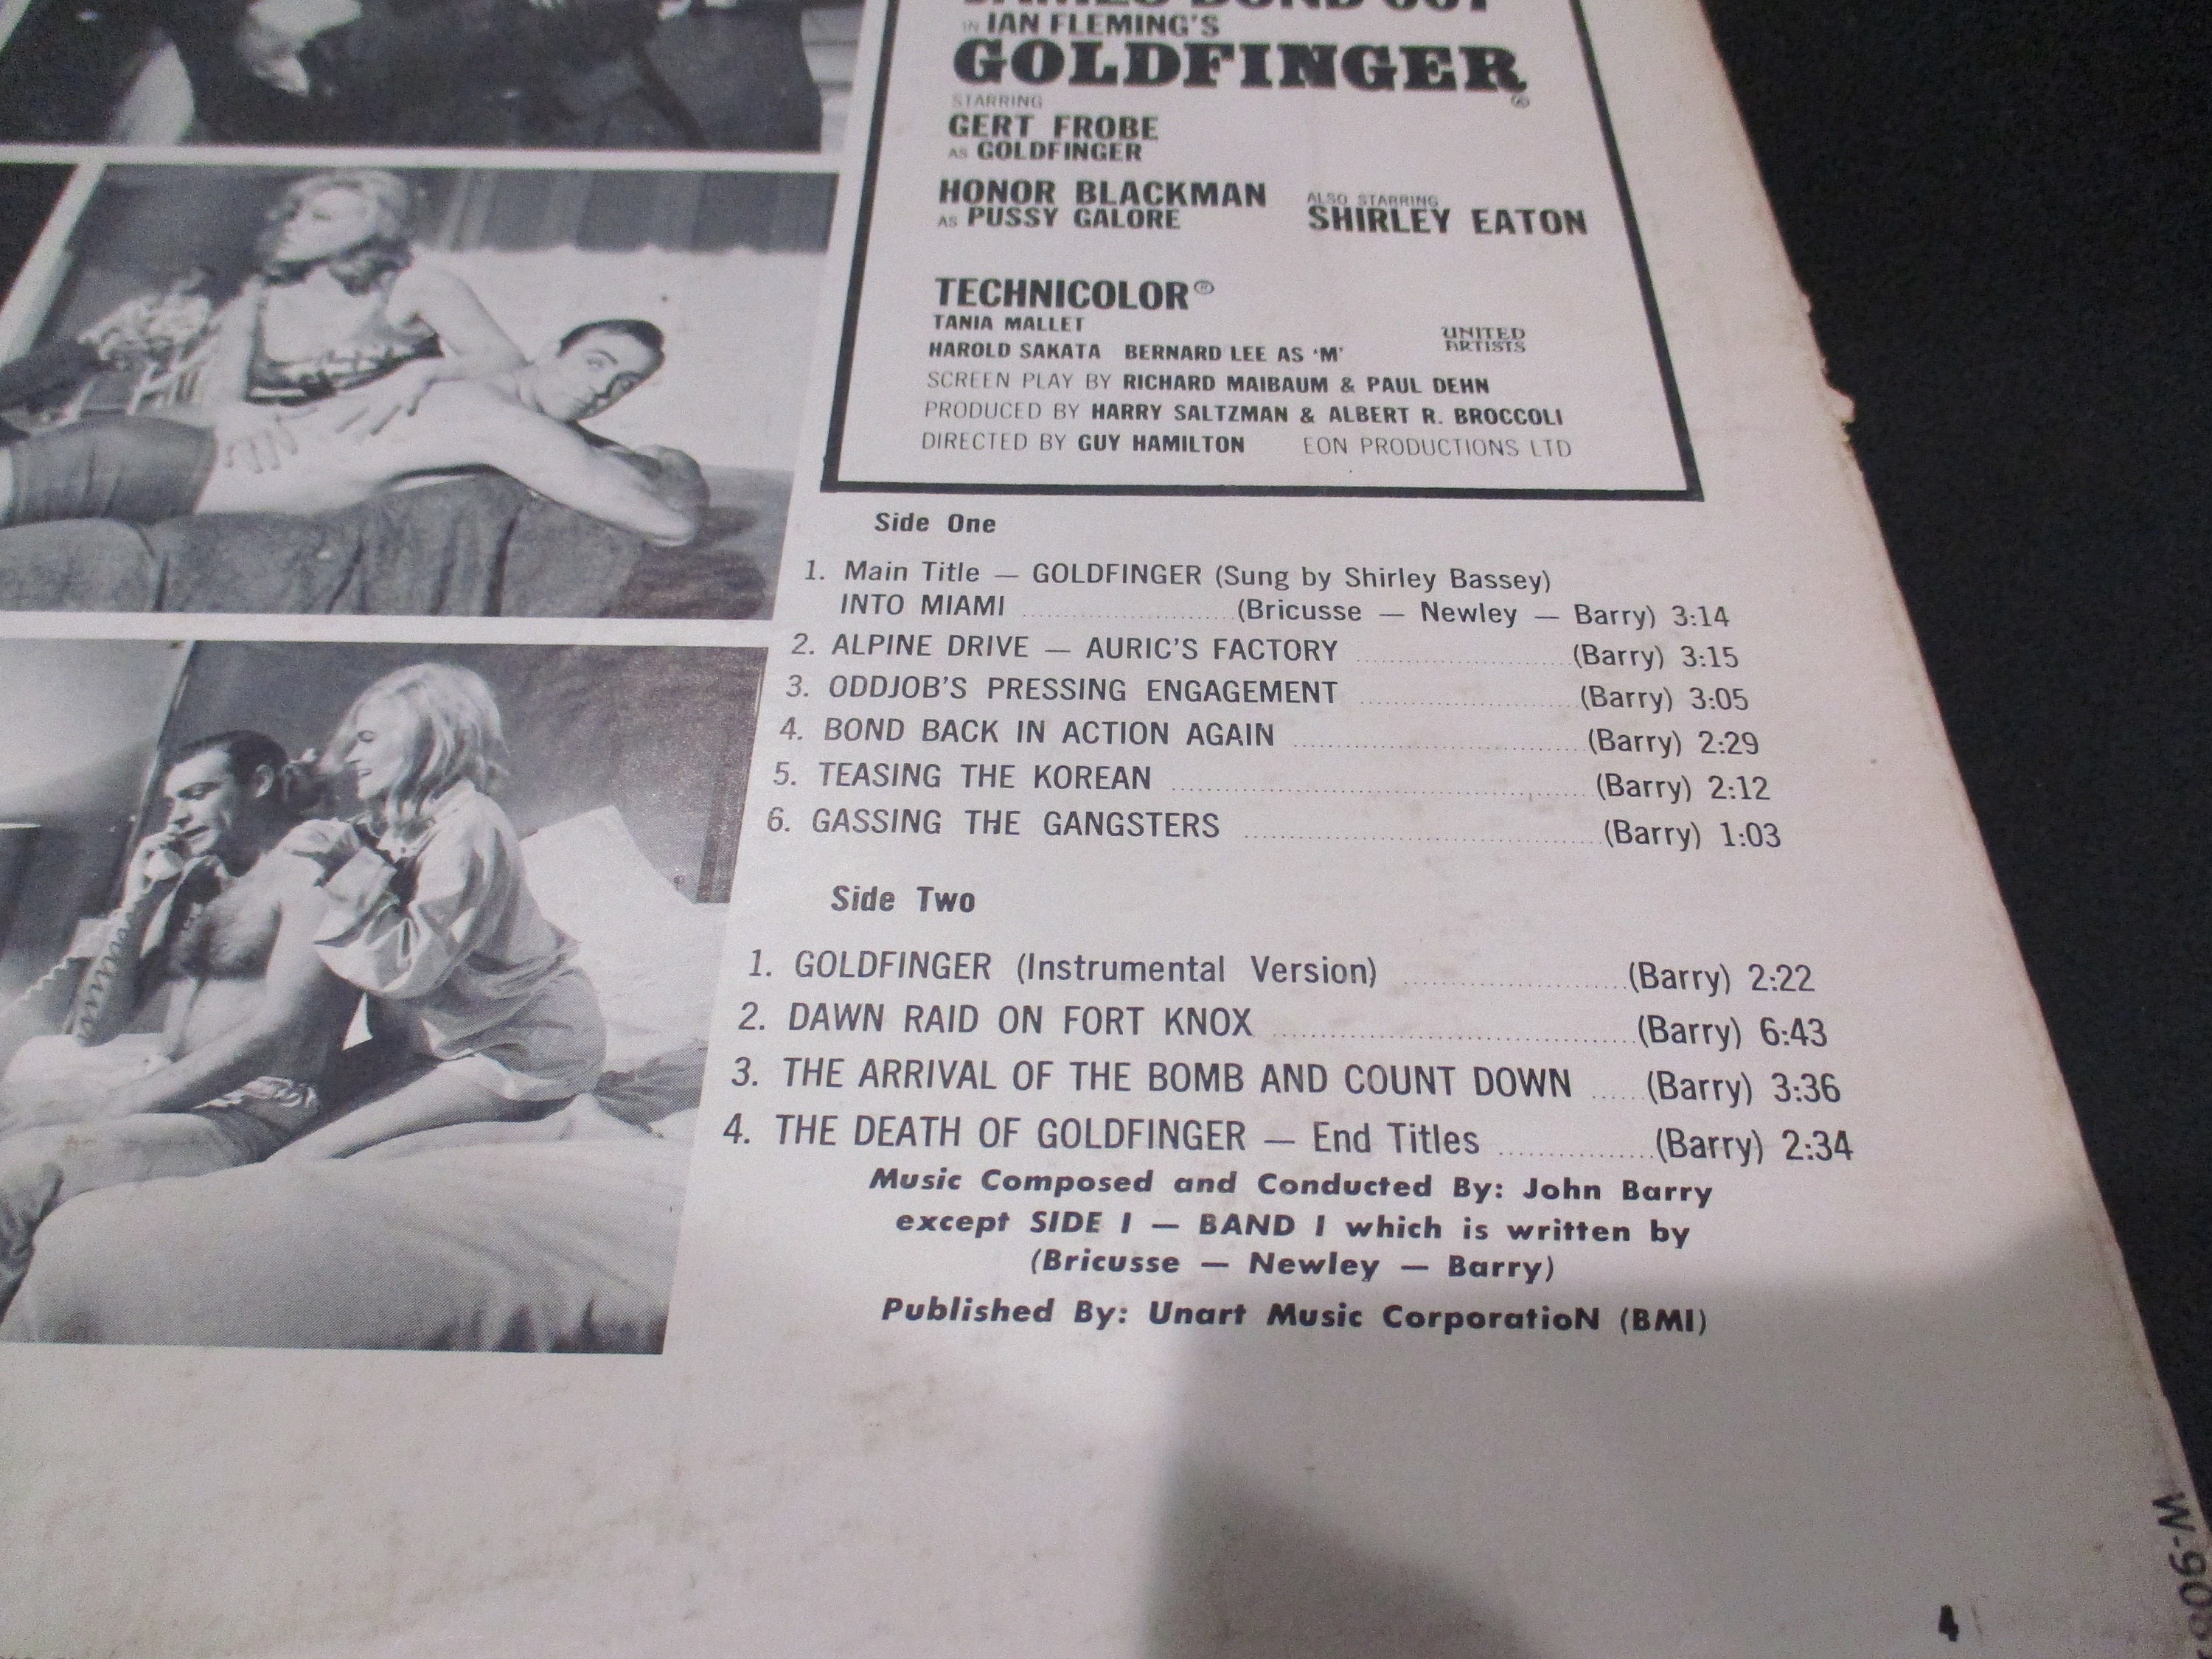 JAMES BOND 007
IN IAN FLEMING'S
GOLDFINGER®
STARRING
GERT FROBE
AS GOLDFINGER
HONOR BLACKMAN
AS PUSSY GALORE
ALSO STARRING
SHIRLEY EATON
TECHNICOLOR®
TANIA MALLET
HAROLD SAKATA BERNARD LEE AS 'M'
UNITED
ARTISTS
SCREEN PLAY BY RICHARD MAIBAUM & PAUL DEHN
PRODUCED BY HARRY SALTZMAN & ALBERT R. BROCCOLI
DIRECTED BY GUY HAMILTON EON PRODUCTIONS LTD
Side One
1. Main Title — GOLDFINGER (Sung by Shirley Bassey)
INTO MIAMI ........................ (Bricusse — Newley — Barry) 3:14
2. ALPINE DRIVE — AURIC'S FACTORY ........................ (Barry) 3:15
3. ODDJOB'S PRESSING ENGAGEMENT ........................ (Barry) 3:05
4. BOND BACK IN ACTION AGAIN ........................ (Barry) 2:29
5. TEASING THE KOREAN ........................ (Barry) 2:12
6. GASSING THE GANGSTERS ........................ (Barry) 1:03
Side Two
1. GOLDFINGER (Instrumental Version) ........................ (Barry) 2:22
2. DAWN RAID ON FORT KNOX ........................ (Barry) 6:43
3. THE ARRIVAL OF THE BOMB AND COUNT DOWN ...... (Barry) 3:36
4. THE DEATH OF GOLDFINGER — End Titles ................ (Barry) 2:34
Music Composed and Conducted By: John Barry
except SIDE I — BAND I which is written by
(Bricusse — Newley — Barry)
Published By: Unart Music CorporatioN (BMI)
4